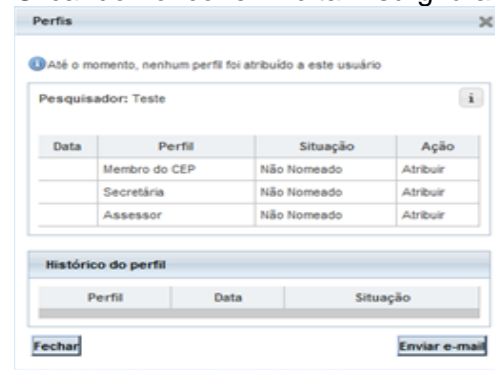 Perfis
Até o momento, nenhum perfil foi atribuído a este usuário
Pesquisador: Teste
i
Data Perfil Situação Ação
Membro do CEP Não Nomeado Atribuir
Secretária Não Nomeado Atribuir
Assessor Não Nomeado Atribuir
Histórico do perfil
Perfil Data Situação
Fechar Enviar e-mail